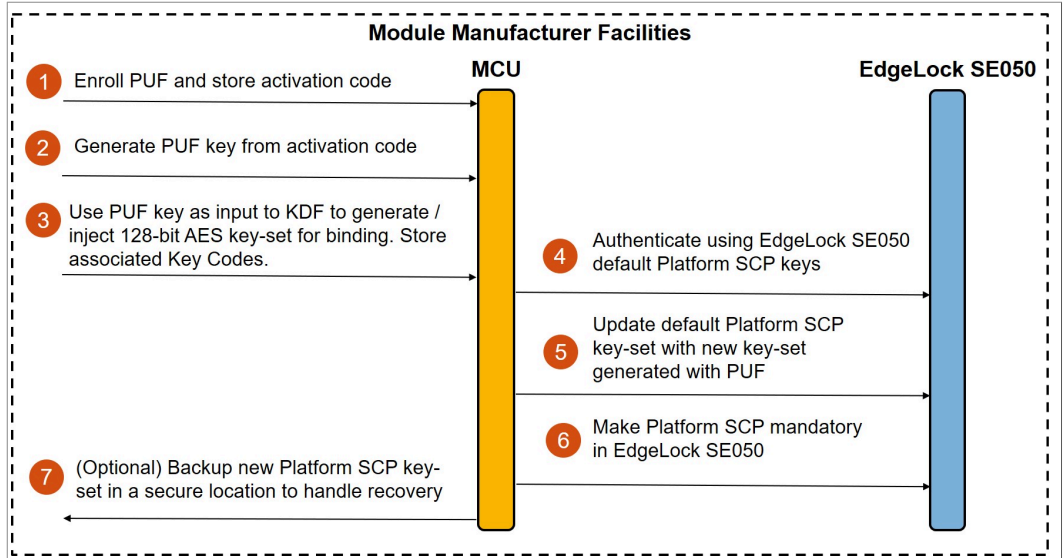 Module Manufacturer Facilities
MCU
EdgeLock SE050
1
Enroll PUF and store activation code
2
Generate PUF key from activation code
3
Use PUF key as input to KDF to generate /
inject 128-bit AES key-set for binding. Store
associated Key Codes.
4
Authenticate using EdgeLock SE050
default Platform SCP keys
5
Update default Platform SCP
key-set with new key-set
generated with PUF
6
Make Platform SCP mandatory
in EdgeLock SE050
7
(Optional) Backup new Platform SCP key-
set in a secure location to handle recovery